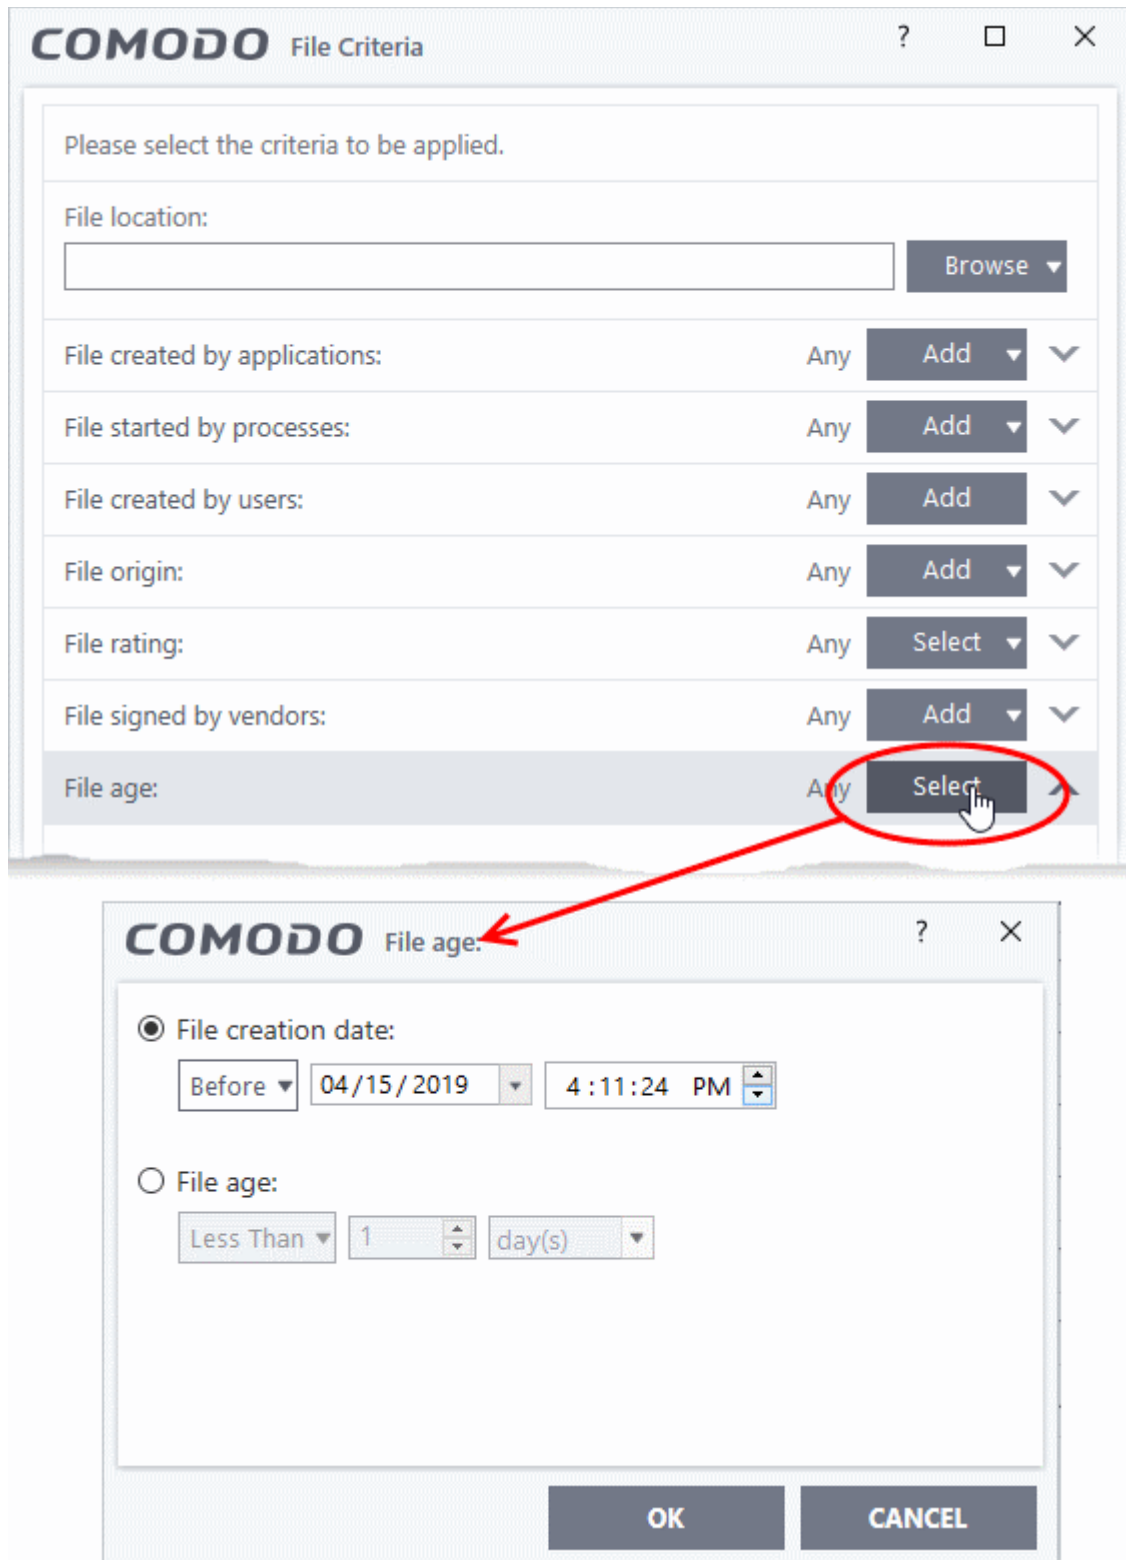 COMODO File Criteria ?
Please select the criteria to be applied.
File location:
Browse
File created by applications: Any Add
File started by processes: Any Add
File created by users: Any Add
File origin: Any Add
File rating: Any Select
File signed by vendors: Any Add
File age: Any Select
COMODO File age: ?
File creation date:
Before 04/15/2019 4:11:24 PM
File age:
Less Than 1 day(s)
OK CANCEL